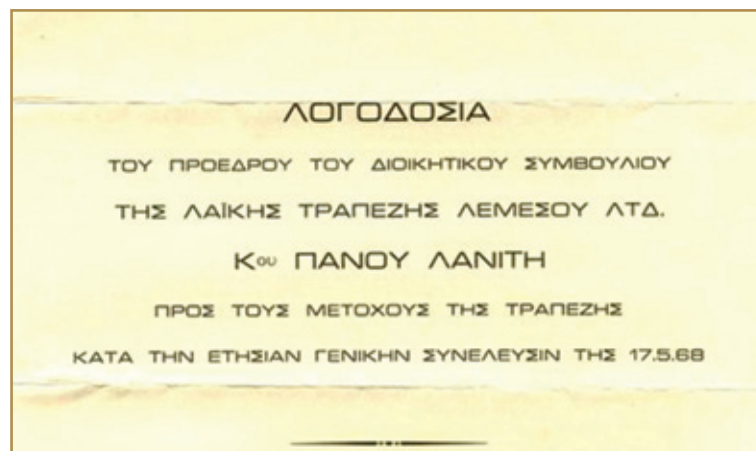 ΛΟΓΟΔΟΣΙΑ
ΤΟΥ ΠΡΟΕΔΡΟΥ ΤΟΥ ΔΙΟΙΚΗΤΙΚΟΥ ΣΥΜΒΟΥΛΙΟΥ
ΤΗΣ ΛΑΪΚΗΣ ΤΡΑΠΕΖΗΣ ΛΕΜΕΣΟΥ ΛΤΔ.
Κου ΠΑΝΟΥ ΛΑΝΙΤΗ
ΠΡΟΣ ΤΟΥΣ ΜΕΤΟΧΟΥΣ ΤΗΣ ΤΡΑΠΕΖΗΣ
ΚΑΤΑ ΤΗΝ ΕΤΗΣΙΑΝ ΓΕΝΙΚΗΝ ΣΥΝΕΛΕΥΣΙΝ ΤΗΣ 17.5.68